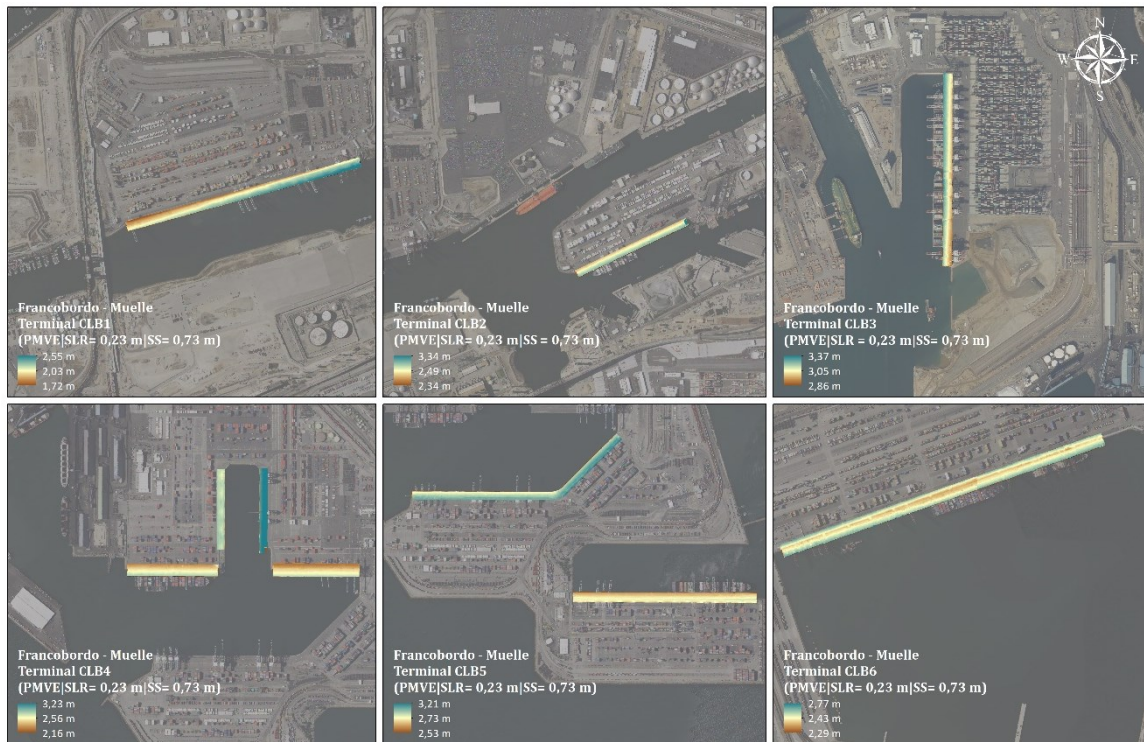 N
W E
S
Francobordo - Muelle
Terminal CLB1
(PMVE|SLR= 0,23 m|SS= 0,73 m)
2,55 m
2,03 m
1,72 m
Francobordo - Muelle
Terminal CLB2
(PMVE|SLR= 0,23 m|SS = 0,73 m)
3,34 m
2,49 m
2,34 m
Francobordo - Muelle
Terminal CLB3
(PMVE|SLR = 0,23 m|SS= 0,73 m)
3,37 m
3,05 m
2,86 m
Francobordo - Muelle
Terminal CLB4
(PMVE|SLR= 0,23 m|SS= 0,73 m)
3,23 m
2,56 m
2,16 m
Francobordo - Muelle
Terminal CLB5
(PMVE|SLR= 0,23 m|SS= 0,73 m)
3,21 m
2,73 m
2,53 m
Francobordo - Muelle
Terminal CLB6
(PMVE|SLR= 0,23 m|SS= 0,73 m)
2,77 m
2,43 m
2,29 m